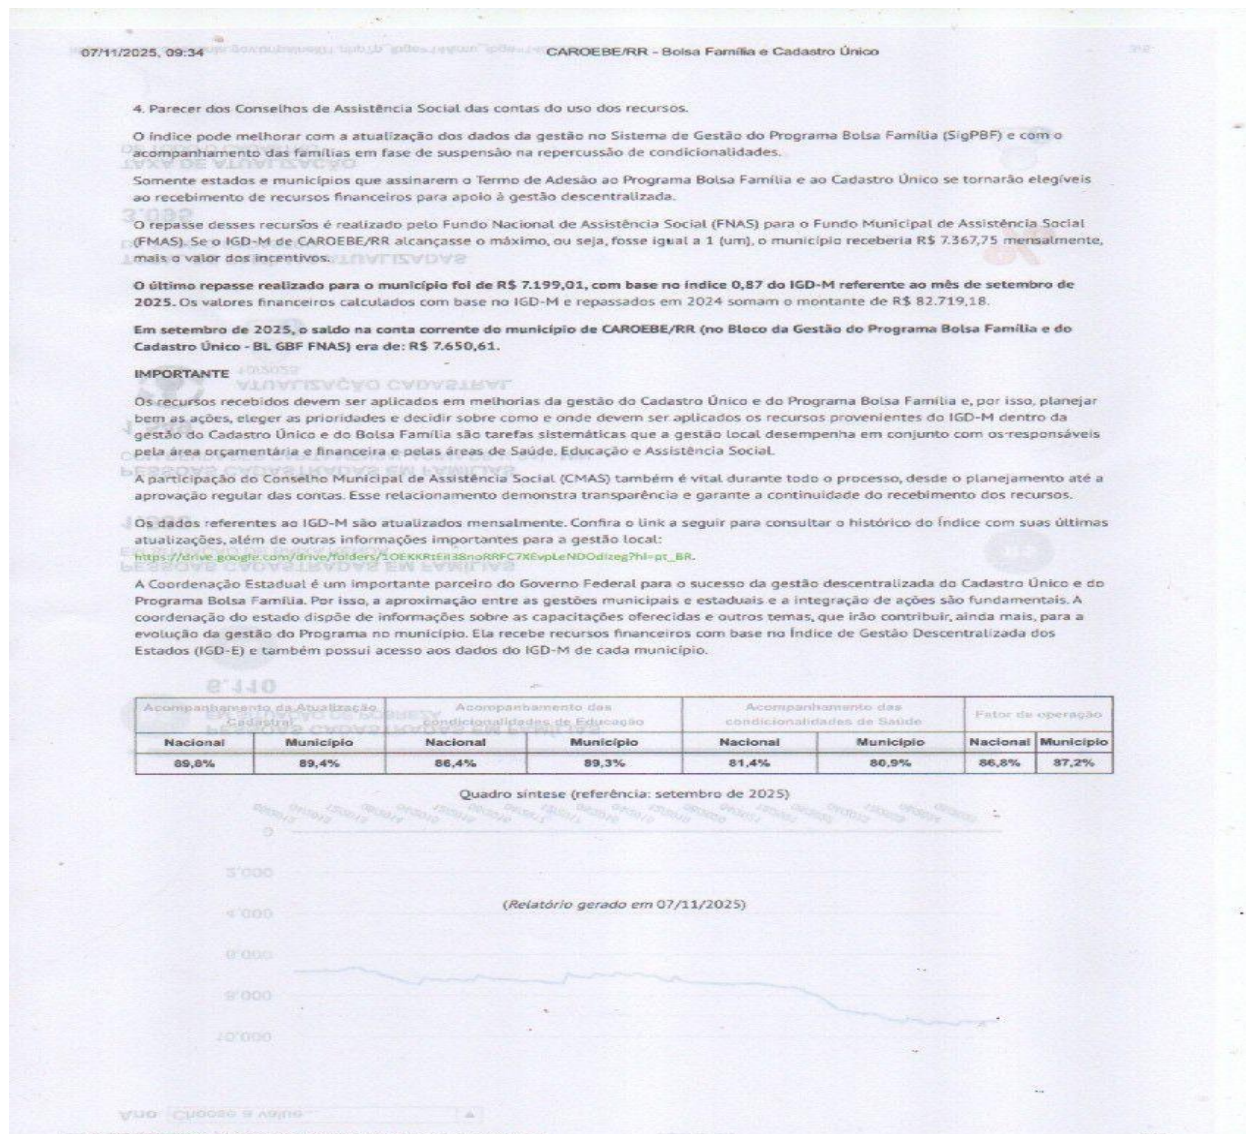 07/11/2025, 09:34
CAROEBE/RR - Bolsa Família e Cadastro Único
4. Parecer dos Conselhos de Assistência Social das contas do uso dos recursos.
O índice pode melhorar com a atualização dos dados da gestão no Sistema de Gestão do Programa Bolsa Família (SigPBF) e com o
acompanhamento das famílias em fase de suspensão na repercussão de condicionalidades.
Somente estados e municípios que assinarem o Termo de Adesão ao Programa Bolsa Família e ao Cadastro Único se tornarão elegíveis
ao recebimento de recursos financeiros para apoio à gestão descentralizada.
O repasse desses recursos é realizado pelo Fundo Nacional de Assistência Social (FNAS) para o Fundo Municipal de Assistência Social
(FMAS). Se o IGD-M de CAROEBE/RR alcançasse o máximo, ou seja, fosse igual a 1 (um), o município receberia R$ 7.367,75 mensalmente,
mais o valor dos incentivos.
O último repasse realizado para o município foi de R$ 7.199,01, com base no índice 0,87 do IGD-M referente ao mês de setembro de
2025. Os valores financeiros calculados com base no IGD-M e repassados em 2024 somam o montante de R$ 82.719,18.
Em setembro de 2025, o saldo na conta corrente do município de CAROEBE/RR (no Bloco da Gestão do Programa Bolsa Família e do
Cadastro Único - BL GBF FNAS) era de: R$ 7.650,61.
IMPORTANTE
Os recursos recebidos devem ser aplicados em melhorias da gestão do Cadastro Único e do Programa Bolsa Família e, por isso, planejar
bem as ações, eleger as prioridades e decidir sobre como e onde devem ser aplicados os recursos provenientes do IGD-M dentro da
gestão do Cadastro Único e do Bolsa Família são tarefas sistemáticas que a gestão local desempenha em conjunto com os responsáveis
pela área orçamentária e financeira e pelas áreas de Saúde, Educação e Assistência Social.
A participação do Conselho Municipal de Assistência Social (CMAS) também é vital durante todo o processo, desde o planejamento até a
aprovação regular das contas. Esse relacionamento demonstra transparência e garante a continuidade do recebimento dos recursos.
Os dados referentes ao IGD-M são atualizados mensalmente. Confira o link a seguir para consultar o histórico do Índice com suas últimas
atualizações, além de outras informações importantes para a gestão local:
A Coordenação Estadual é um importante parceiro do Governo Federal para o sucesso da gestão descentralizada do Cadastro Único e do
Programa Bolsa Família. Por isso, a aproximação entre as gestões municipais e estaduais e a integração de ações são fundamentais. A
coordenação do estado dispõe de informações sobre as capacitações oferecidas e outros temas, que irão contribuir, ainda mais, para a
evolução da gestão do Programa no município. Ela recebe recursos financeiros com base no Índice de Gestão Descentralizada dos
Estados (IGD-E) e também possui acesso aos dados do IGD-M de cada município.
Acompanhamento da Atualização Cadastral Acompanhamento das condicionalidades de Educação Acompanhamento das condicionalidades de Saúde Fator de operação
Nacional Município Nacional Município Nacional Município Nacional Município
89,8% 89,4% 86,4% 89,3% 81,4% 80,9% 86,8% 87,2%
Quadro síntese (referência: setembro de 2025)
(Relatório gerado em 07/11/2025)